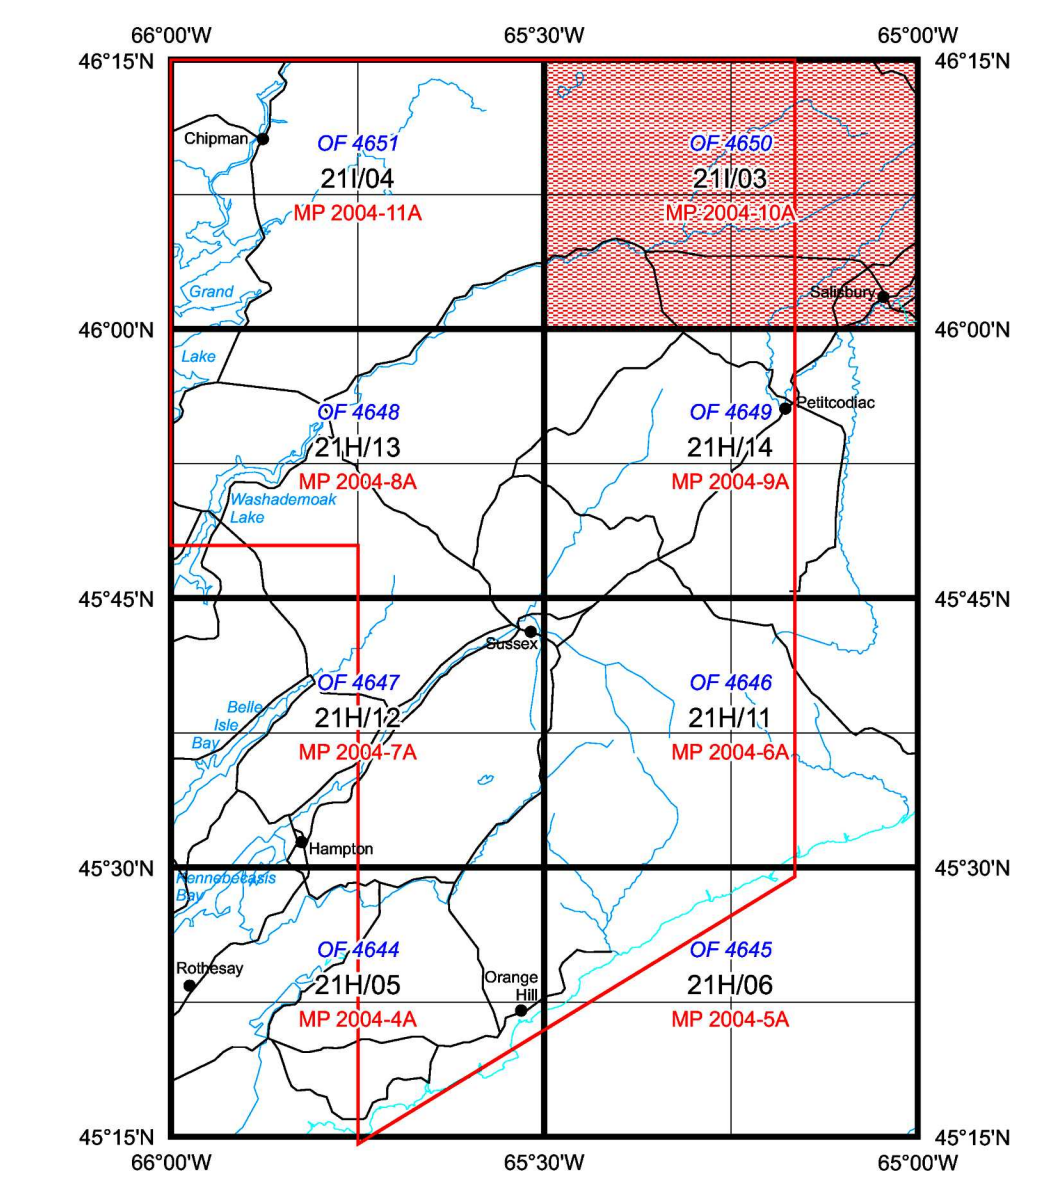 66°00'W 65°30'W 65°00'W
46°15'N 46°15'N
Chipman
OF 4651 OF 4650
21I/04 21I/03
MP 2004-11A MP 2004-10A
Grand Salisbury
46°00'N 46°00'N
Lake
OF 4648 OF 4649 Petitcodiac
21H/13 21H/14
MP 2004-8A MP 2004-9A
Washademoak
Lake
45°45'N 45°45'N
Sussex
OF 4647 OF 4646
Belle
Isle
Bay
21H/12 21H/11
MP 2004-7A MP 2004-6A
Hampton
45°30'N 45°30'N
Kennebecasis
Bay
OF 4644 OF 4645
Rothesay
Orange
Hill
21H/05 21H/06
MP 2004-4A MP 2004-5A
45°15'N 45°15'N
66°00'W 65°30'W 65°00'W